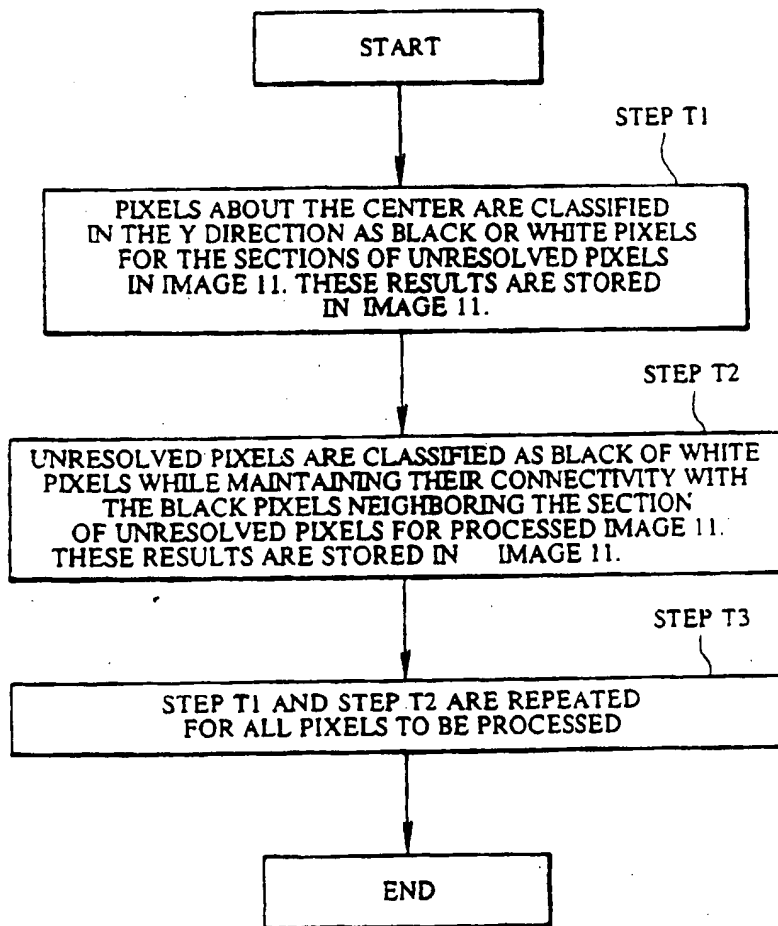 START
STEP T1
PIXELS ABOUT THE CENTER ARE CLASSIFIED
IN THE Y DIRECTION AS BLACK OR WHITE PIXELS
FOR THE SECTIONS OF UNRESOLVED PIXELS
IN IMAGE 11. THESE RESULTS ARE STORED
IN IMAGE 11.
STEP T2
UNRESOLVED PIXELS ARE CLASSIFIED AS BLACK OF WHITE
PIXELS WHILE MAINTAINING THEIR CONNECTIVITY WITH
THE BLACK PIXELS NEIGHBORING THE SECTION
OF UNRESOLVED PIXELS FOR PROCESSED IMAGE 11.
THESE RESULTS ARE STORED IN IMAGE 11.
STEP T3
STEP T1 AND STEP T2 ARE REPEATED
FOR ALL PIXELS TO BE PROCESSED
END